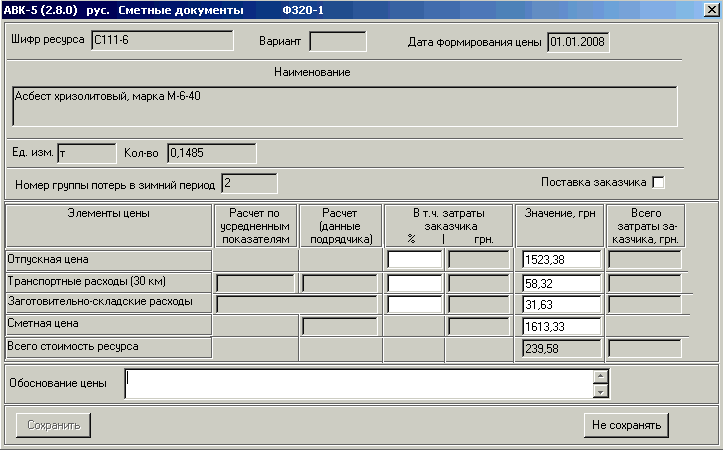 АВК-5 (2.8.0) рус. Сметные документы Ф320-1
Шифр ресурса С111-6 Вариант Дата формирования цены 01.01.2008
Наименование
Асбест хризолитовый, марка М-6-40
Ед. изм. т Кол-во 0,1485
Номер группы потерь в зимний период 2 Поставка заказчика
Элементы цены Расчет по Расчет В т.ч. затраты Значение, грн Всего
усредненным (данные заказчика затраты за-
показателям подрядчика) % | грн. казчика, грн.
Отпускная цена 1523,38
Транспортные расходы (30 км) 58,32
Заготовительно-складские расходы 31,63
Сметная цена 1613,33
Всего стоимость ресурса 239,58
Обоснование цены
Сохранить Не сохранять